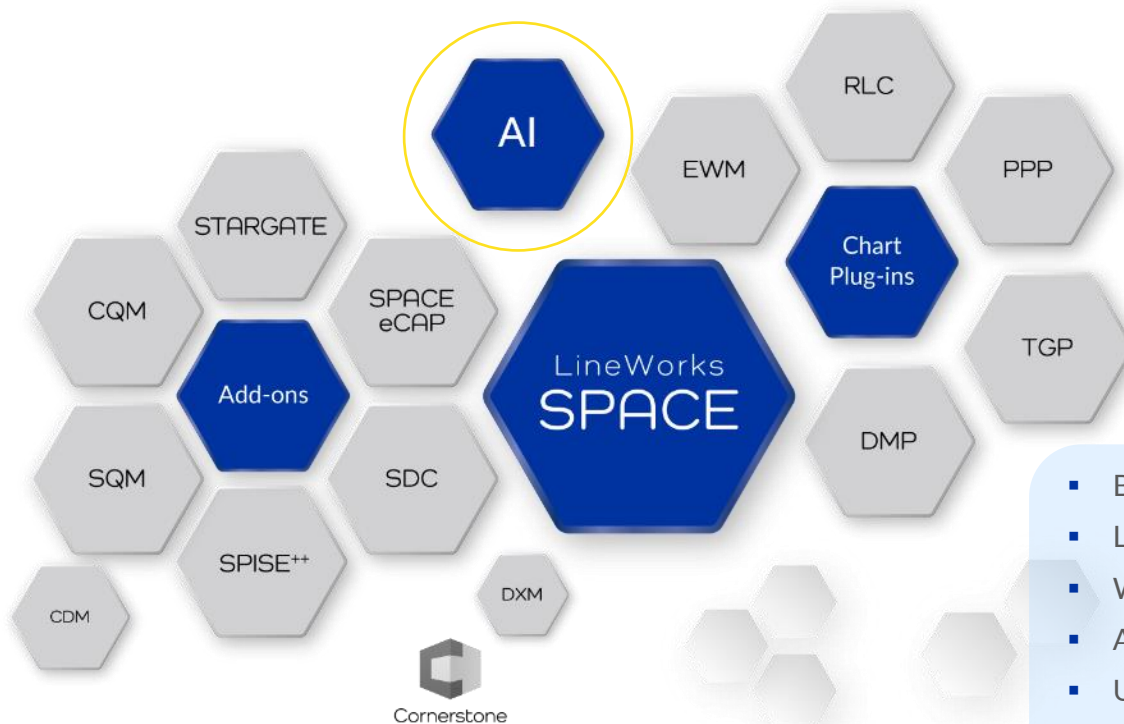 RLC
AI
EWM
PPP
STARGATE
Chart
Plug-ins
SPACE
eCAP
CQM
TGP
LineWorks
SPACE
Add-ons
DMP
SQM
SDC
SPISE++
DXM
CDM
Cornerstone
▪ E
▪ L
▪ V
▪ A
▪ U